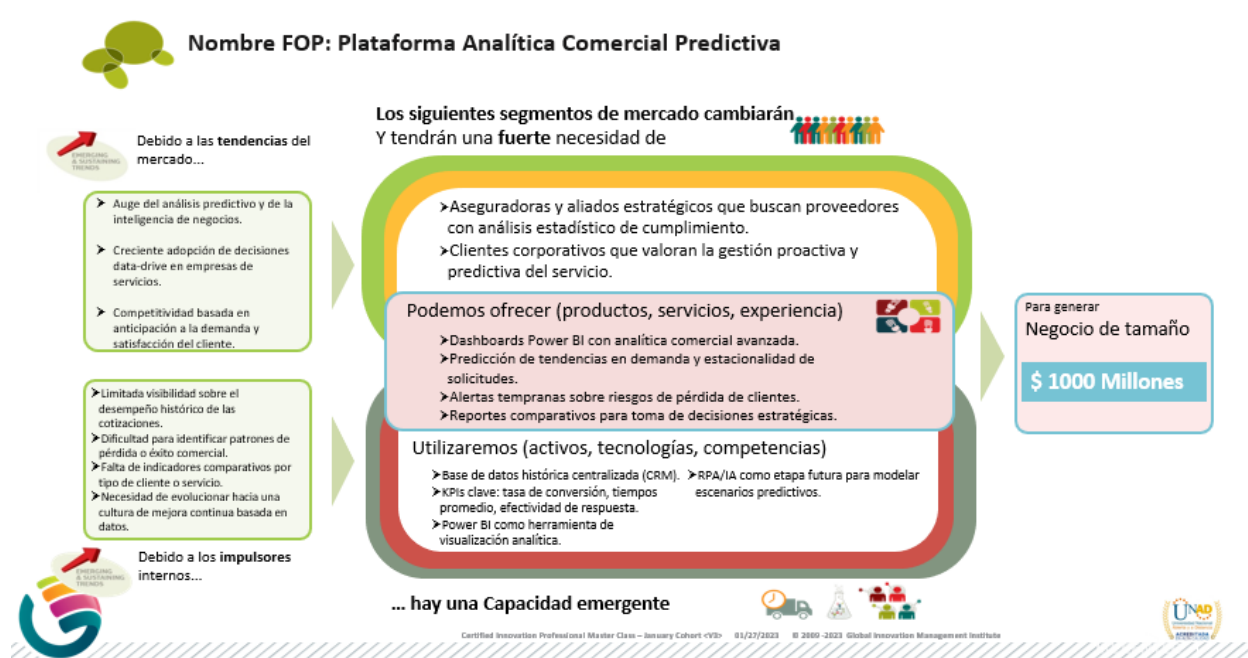 Nombre FOP: Plataforma Analítica Comercial Predictiva
Los siguientes segmentos de mercado cambiarán
Y tendrán una fuerte necesidad de
Debido a las tendencias del
mercado...
EMERGING
& SUSTAINING
TRENDS
➤ Auge del análisis predictivo y de la
inteligencia de negocios.
➤ Creciente adopción de decisiones
data-drive en empresas de
servicios.
➤ Competitividad basada en
anticipación a la demanda y
satisfacción del cliente.
➤Aseguradoras y aliados estratégicos que buscan proveedores
con análisis estadístico de cumplimiento.
➤Clientes corporativos que valoran la gestión proactiva y
predictiva del servicio.
Podemos ofrecer (productos, servicios, experiencia)
➤Dashboards Power BI con analítica comercial avanzada.
➤Predicción de tendencias en demanda y estacionalidad de
solicitudes.
➤Alertas tempranas sobre riesgos de pérdida de clientes.
➤Reportes comparativos para toma de decisiones estratégicas.
Para generar
Negocio de tamaño
$ 1000 Millones
➤Limitada visibilidad sobre el
desempeño histórico de las
cotizaciones.
➤Dificultad para identificar patrones de
pérdida o éxito comercial.
➤Falta de indicadores comparativos por
tipo de cliente o servicio.
➤Necesidad de evolucionar hacia una
cultura de mejora continua basada en
datos.
Utilizaremos (activos, tecnologías, competencias)
➤Base de datos histórica centralizada (CRM).
➤KPIs clave: tasa de conversión, tiempos
promedio, efectividad de respuesta.
➤Power BI como herramienta de
visualización analítica.
➤RPA/IA como etapa futura para modelar
escenarios predictivos.
Debido a los impulsores
internos...
EMERGING
& SUSTAINING
TRENDS
... hay una Capacidad emergente
Certified Innovation Professional Master Class – January Cohort <V3> 01/27/2023 © 2009 -2023 Global Innovation Management Institute
UNAD
ACREDITADA